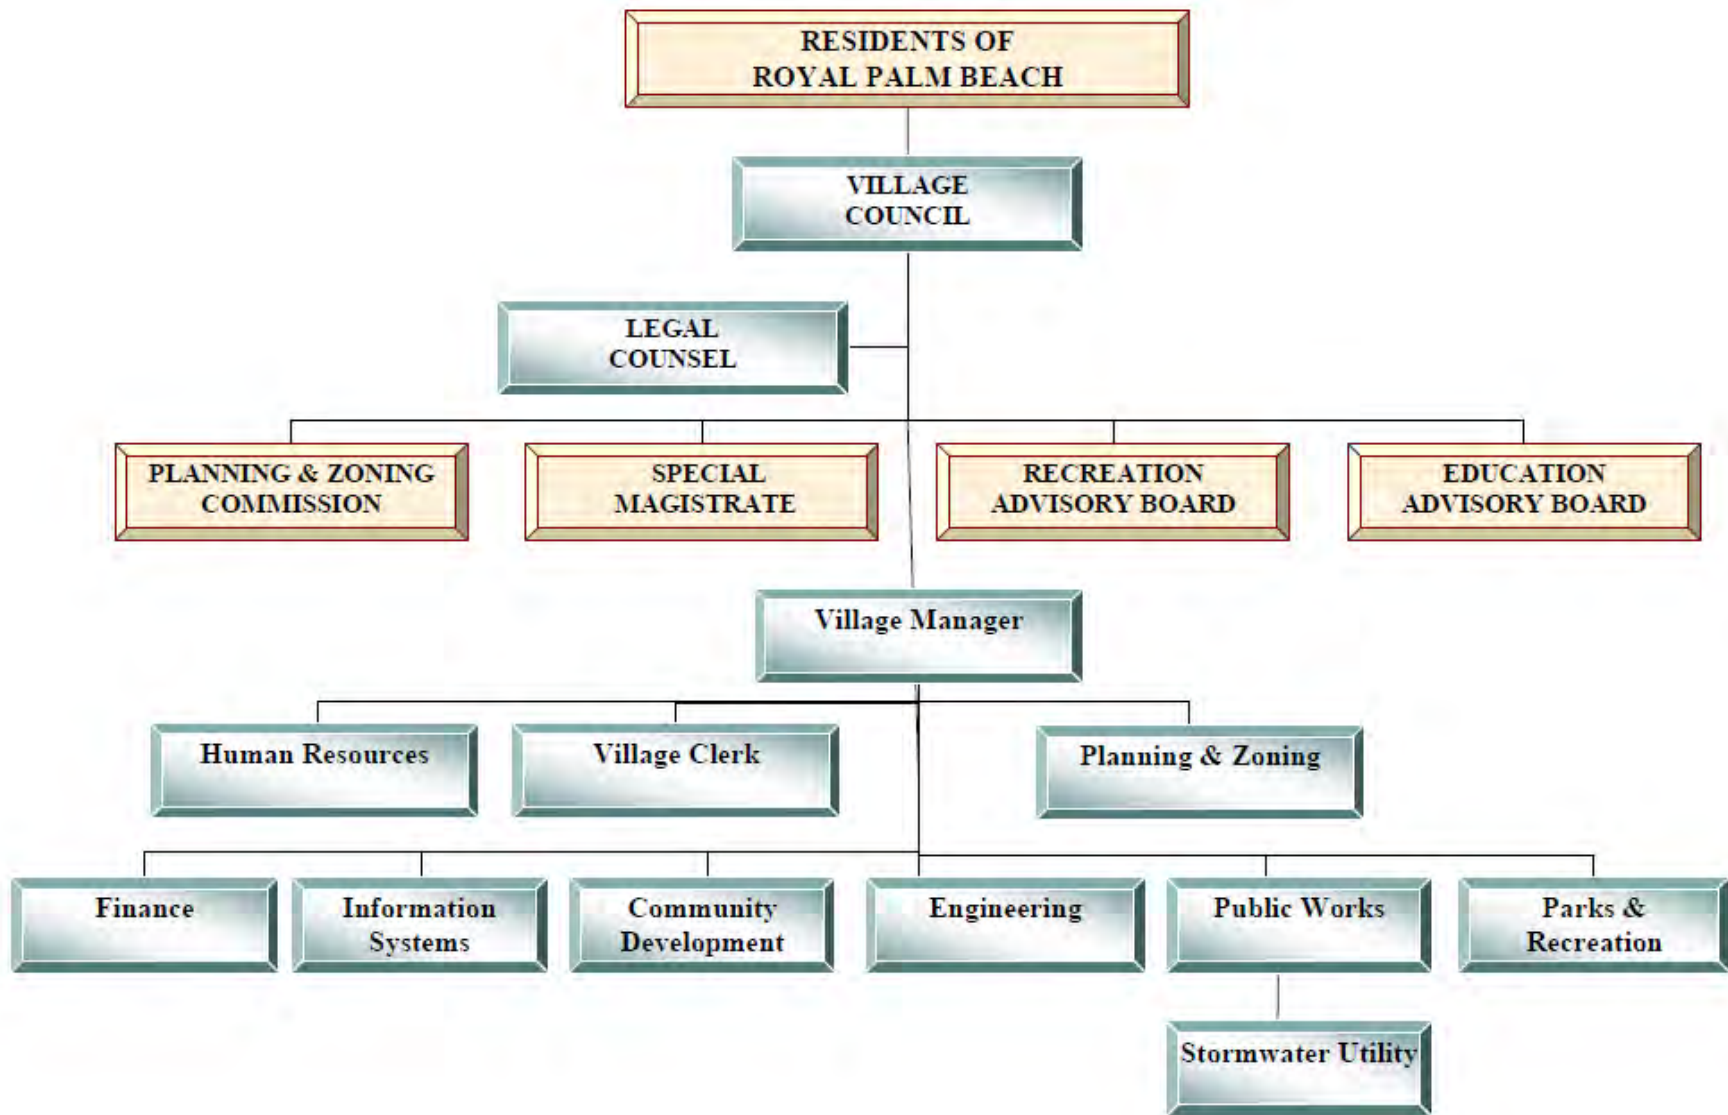 RESIDENTS OF
ROYAL PALM BEACH
VILLAGE
COUNCIL
LEGAL
COUNSEL
PLANNING & ZONING
COMMISSION
SPECIAL
MAGISTRATE
RECREATION
ADVISORY BOARD
EDUCATION
ADVISORY BOARD
Village Manager
Human Resources
Village Clerk
Planning & Zoning
Finance
Information
Systems
Community
Development
Engineering
Public Works
Parks &
Recreation
Stormwater Utility